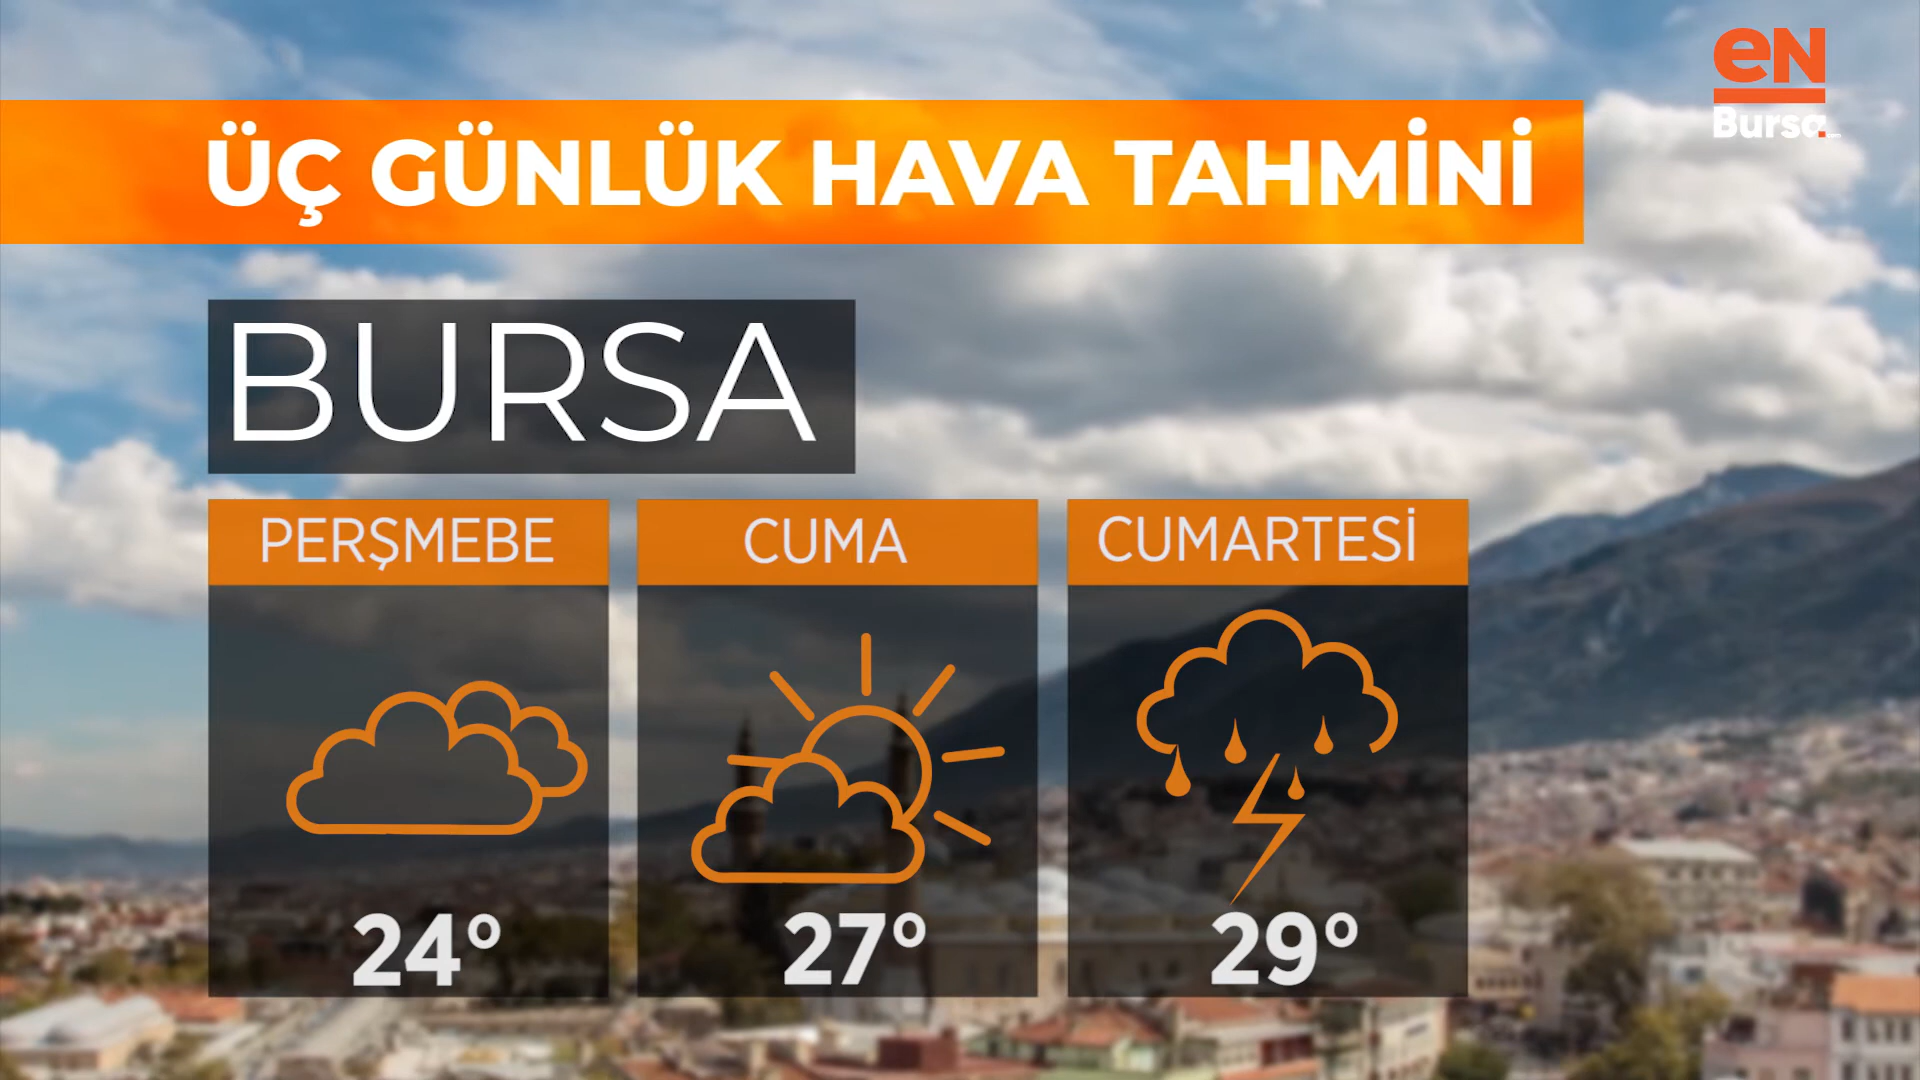 eN
Bursa
ÜÇ GÜNLÜK HAVA TAHMİNİ
BURSA
PERŞMEBE
CUMA
CUMARTESİ
24°
27°
29°